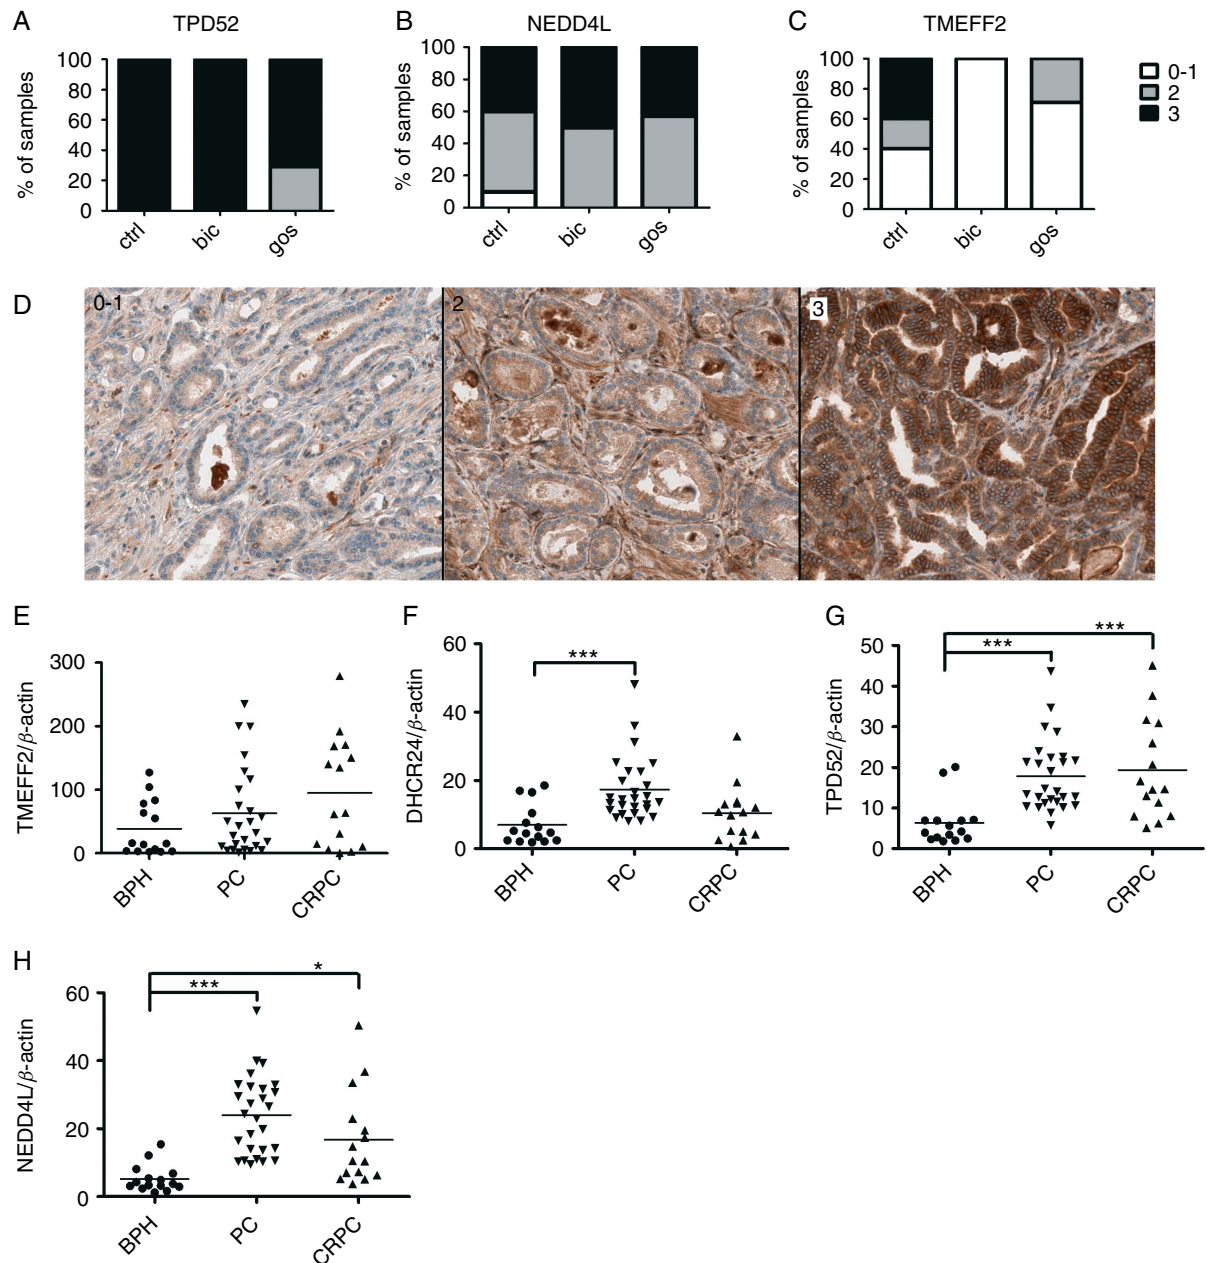 A
TPD52
% of samples
100
80
60
40
20
0
ctrl
bic
gos
B
NEDD4L
% of samples
100
80
60
40
20
0
ctrl
bic
gos
C
TMEFF2
% of samples
100
80
60
40
20
0
ctrl
bic
gos
0-1
2
3
D
0-1
2
3
E
TMEFF2/β-actin
300
200
100
0
BPH
PC
CRPC
F
DHCR24/β-actin
60
40
20
0
***
BPH
PC
CRPC
G
TPD52/β-actin
50
40
30
20
10
0
***
***
BPH
PC
CRPC
H
NEDD4L/β-actin
60
40
20
0
*
***
BPH
PC
CRPC